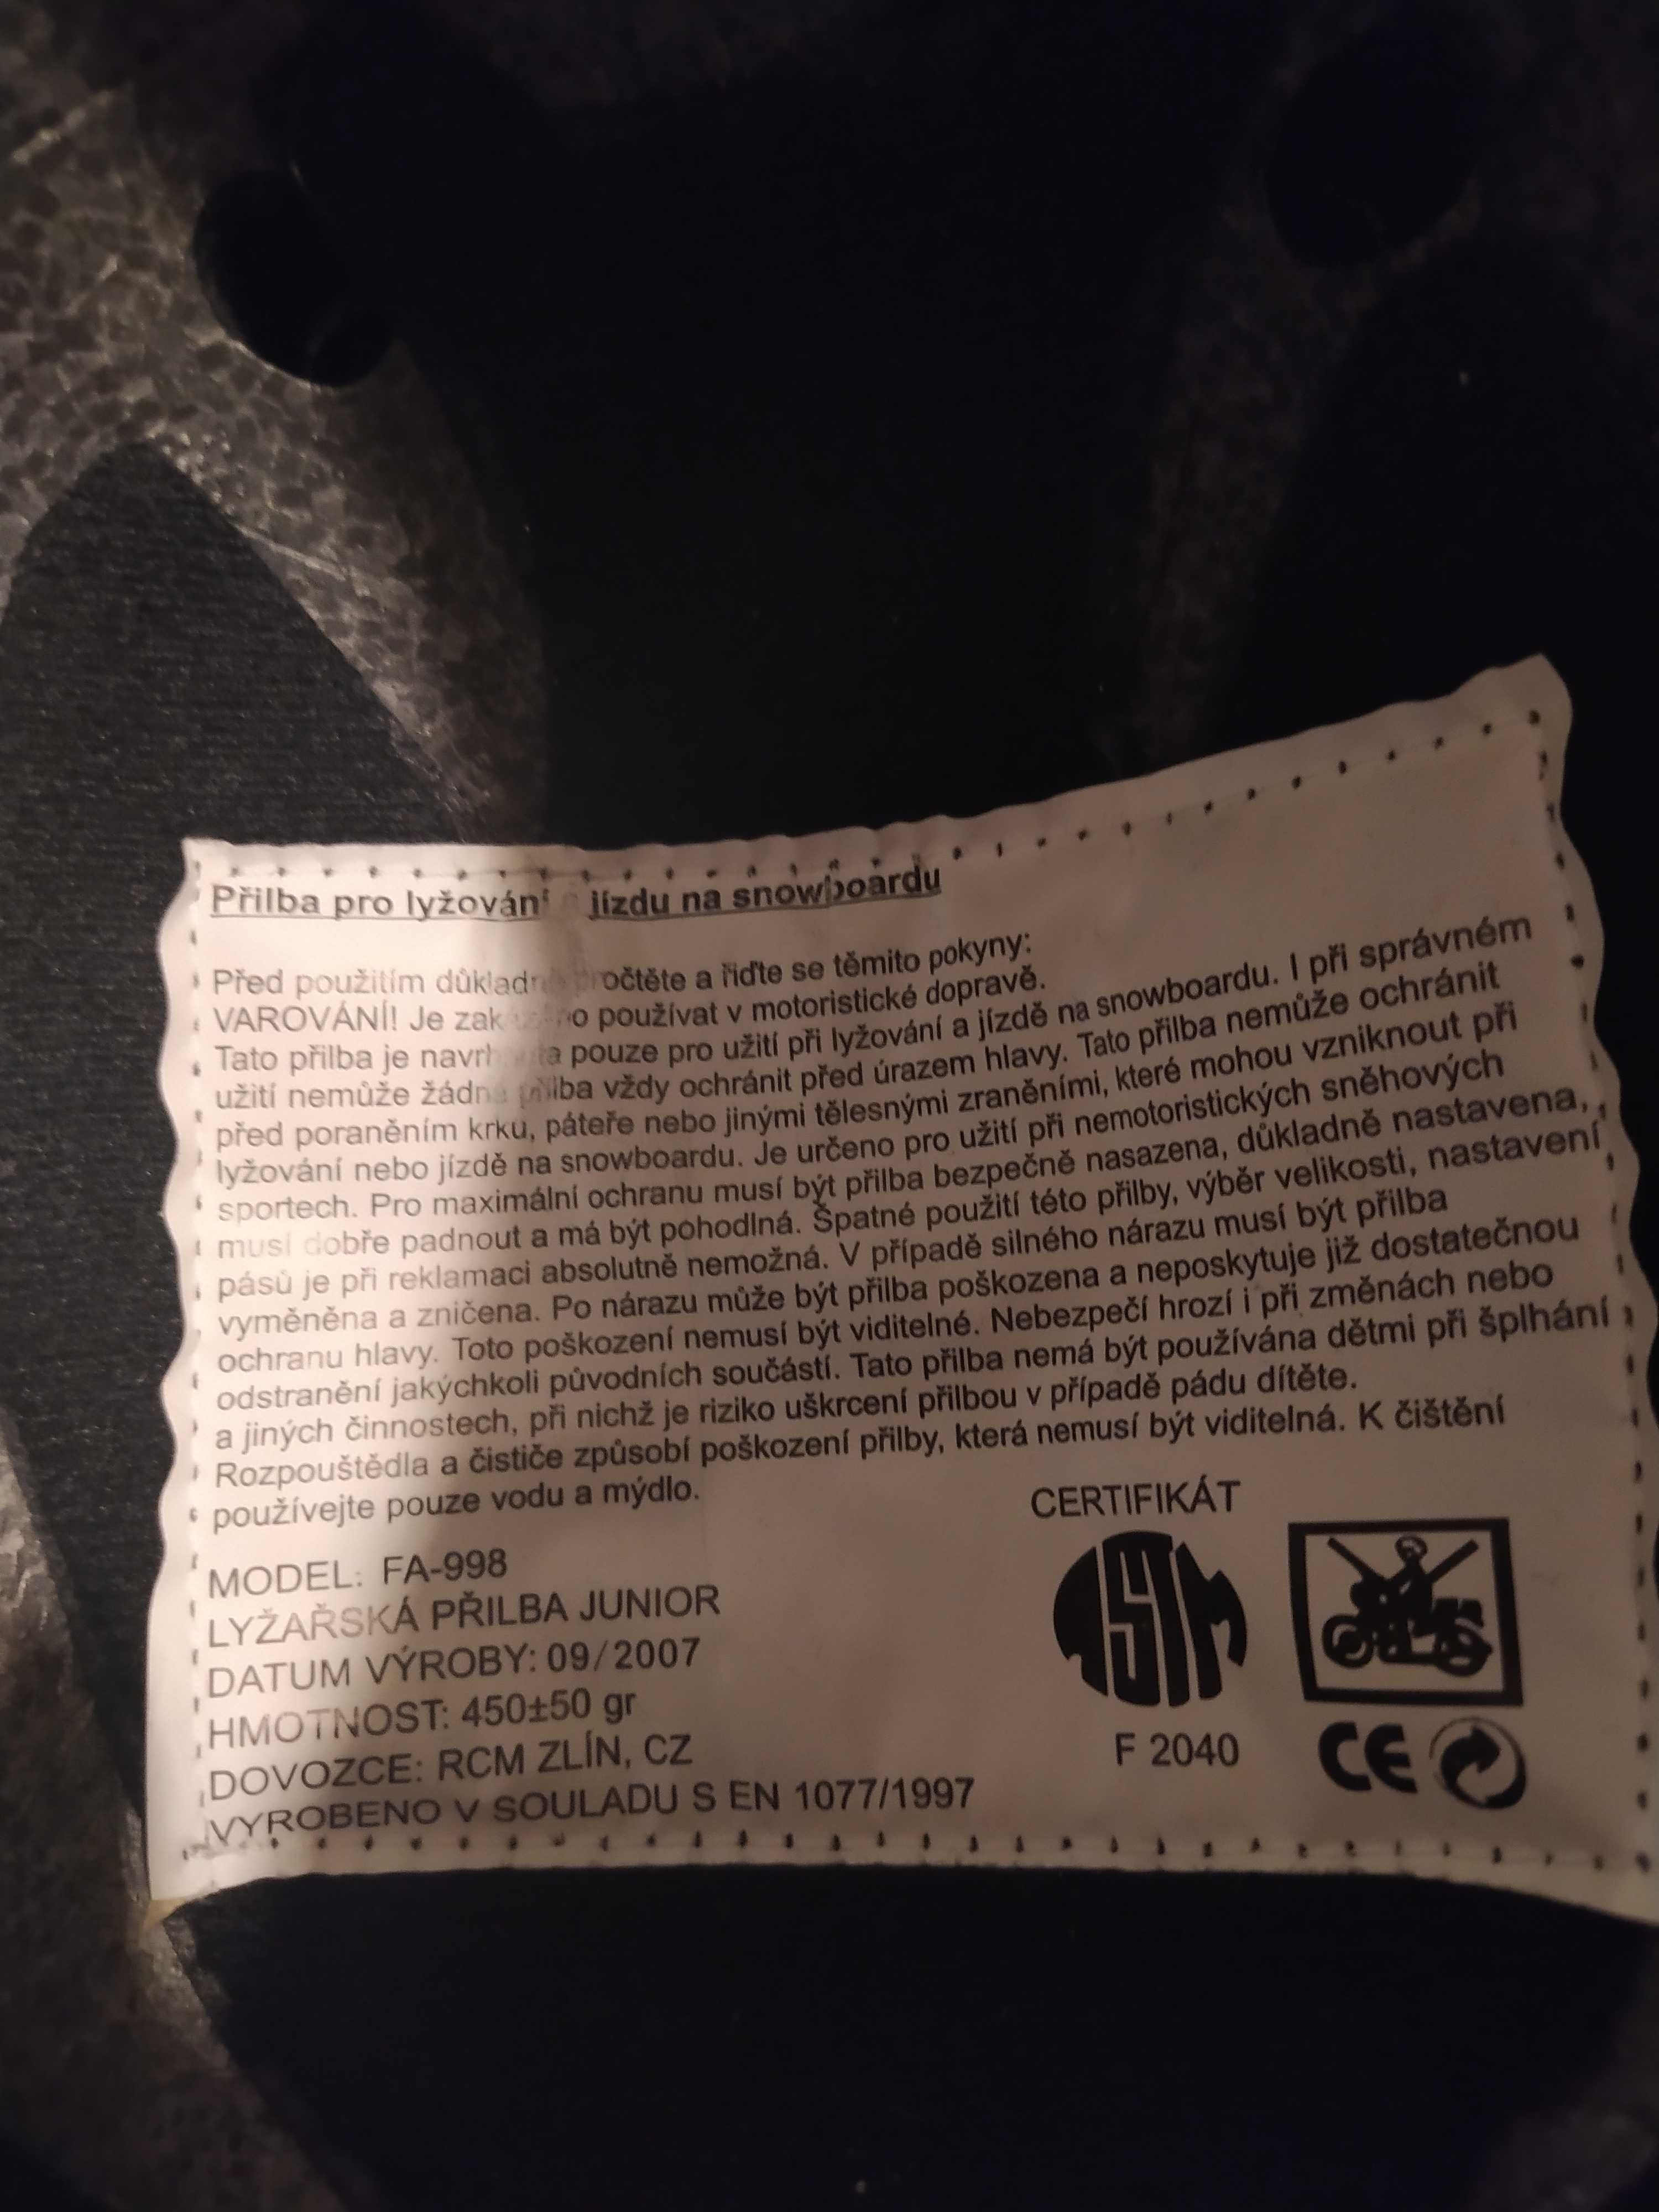 Přilba pro lyžování jízdu na snowboardu
Před použitím důkladně pročtěte a řiďte se těmito pokyny:
VAROVÁNÍ! Je zakázáno používat v motoristické dopravě.
Tato přilba je navrhnuta pouze pro užití při lyžování a jízdě na snowboardu. I při správném
užití nemůže žádná přilba vždy ochránit před úrazem hlavy. Tato přilba nemůže ochránit
před poraněním krku, páteře nebo jinými tělesnými zraněními, které mohou vzniknout při
lyžování nebo jízdě na snowboardu. Je určeno pro užití při nemotoristických sněhových
sportech. Pro maximální ochranu musí být přilba bezpečně nasazena, důkladně nastavena,
musí dobře padnout a má být pohodlná. Špatné použití této přilby, výběr velikosti, nastavení
pásů je při reklamaci absolutně nemožná. V případě silného nárazu musí být přilba
vyměněna a zničena. Po nárazu může být přilba poškozena a neposkytuje již dostatečnou
ochranu hlavy. Toto poškození nemusí být viditelné. Nebezpečí hrozí i při změnách nebo
odstranění jakýchkoli původních součástí. Tato přilba nemá být používána dětmi při šplhání
a jiných činnostech, při nichž je riziko uškrcení přilbou v případě pádu dítěte.
Rozpouštědla a čističe způsobí poškození přilby, která nemusí být viditelná. K čištění
používejte pouze vodu a mýdlo.
MODEL: FA-998
LYŽAŘSKÁ PŘILBA JUNIOR
DATUM VÝROBY: 09/2007
HMOTNOST: 450±50 gr
DOVOZCE: RCM ZLÍN, CZ
VYROBENO V SOULADU S EN 1077/1997
CERTIFIKÁT
ASTM
F 2040
CE